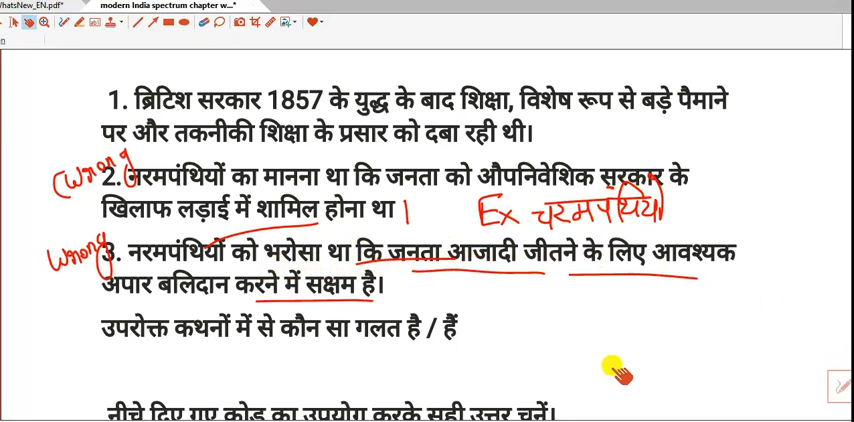 WhatsNew_EN.pdf*
modern India spectrum chapter w...*
1. ब्रिटिश सरकार 1857 के युद्ध के बाद शिक्षा, विशेष रूप से बड़े पैमाने
पर और तकनीकी शिक्षा के प्रसार को दबा रही थी।
(wrong
2. नरमपंथियों का मानना था कि जनता को औपनिवेशिक सरकार के
खिलाफ लड़ाई में शामिल होना था।
Ex चरमपंथियों
wrong
3. नरमपंथियों को भरोसा था कि जनता आजादी जीतने के लिए आवश्यक
अपार बलिदान करने में सक्षम है।
उपरोक्त कथनों में से कौन सा गलत है / हैं
नीचे दिए गए कोड का उपयोग करके सही उत्तर चुनें।